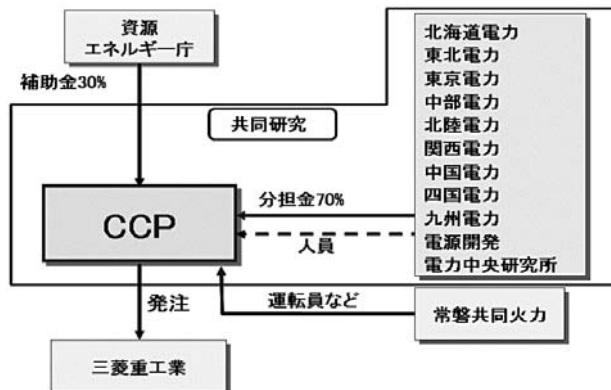 資源
エネルギー庁
補助金30%
共同研究
北海道電力
東北電力
東京電力
中部電力
北陸電力
関西電力
中国電力
四国電力
九州電力
電源開発
電力中央研究所
CCP
分担金70%
人員
発注
運転員など
常磐共同火力
三菱重工業